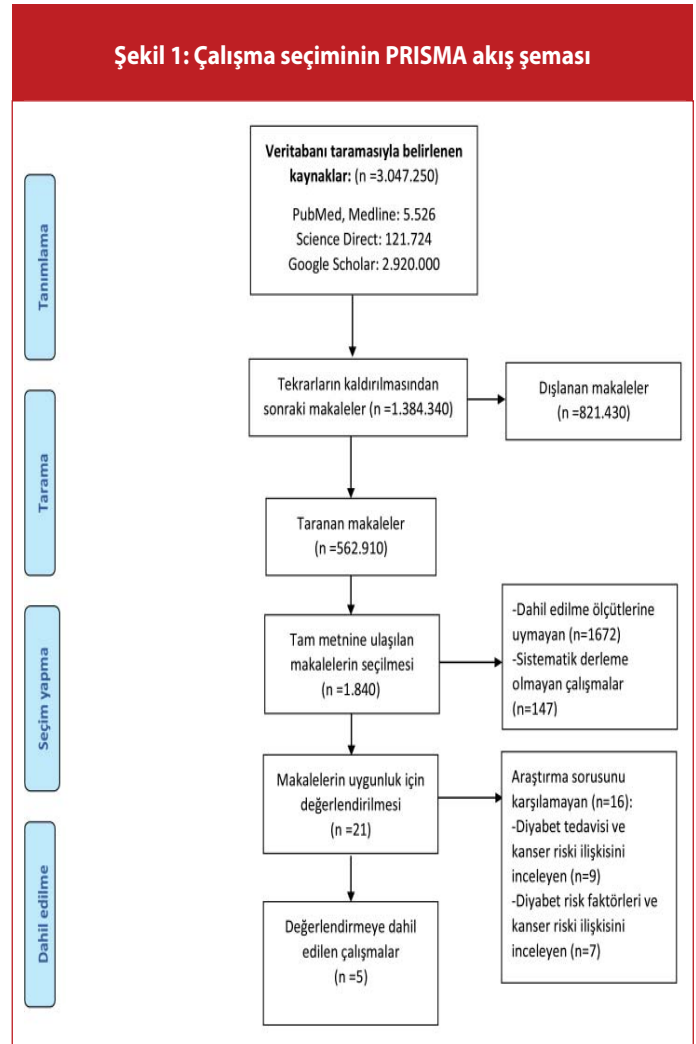 Şekil 1: Çalışma seçiminin PRISMA akış şeması
Tanımlama
Veritabanı taramasıyla belirlenen
kaynaklar: (n =3.047.250)
PubMed, Medline: 5.526
Science Direct: 121.724
Google Scholar: 2.920.000
Tarama
Tekrarların kaldırılmasından
sonraki makaleler (n =1.384.340)
Dışlanan makaleler
(n =821.430)
Taranan makaleler
(n =562.910)
Seçim yapma
Tam metnine ulaşılan
makalelerin seçilmesi
(n =1.840)
-Dahil edilme ölçütlerine
uymayan (n=1672)
-Sistematik derleme
olmayan çalışmalar
(n=147)
Makalelerin uygunluk için
değerlendirilmesi
(n =21)
Araştırma sorusunu
karşılamayan (n=16):
-Diyabet tedavisi ve
kanser riski ilişkisini
inceleyen (n=9)
-Diyabet risk faktörleri ve
kanser riski ilişkisini
inceleyen (n=7)
Dahil edilme
Değerlendirmeye dahil
edilen çalışmalar
(n =5)